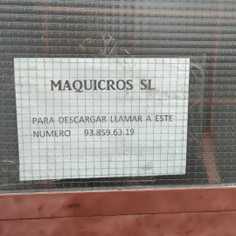 MAQUICROS SL
PARA DESCARGAR LLAMAR A ESTE
NUMERO 93.859.63.19